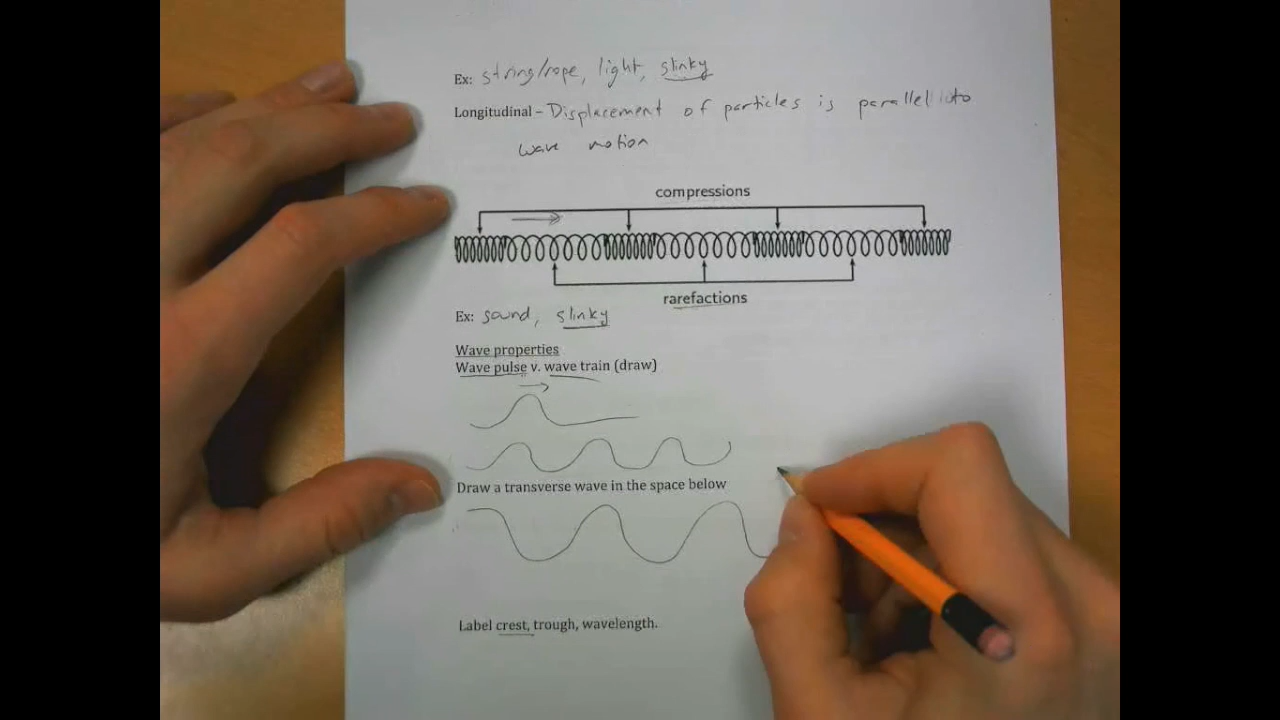 Ex: string/rope, light, slinky
Longitudinal – Displacement of particles is parallel to
wave motion
compressions
rarefactions
Ex: sound, slinky
Wave properties
Wave pulse v. wave train (draw)
Draw a transverse wave in the space below
Label crest, trough, wavelength.